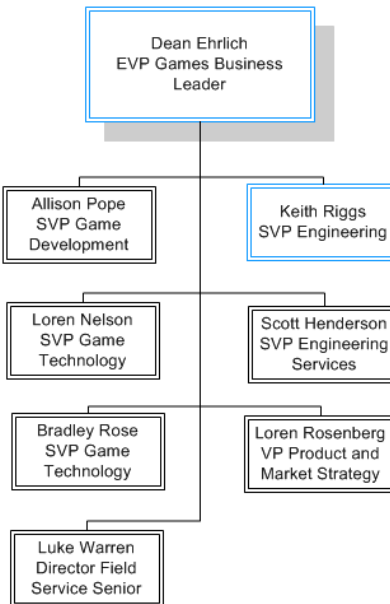 Dean Ehrlich
EVP Games Business
Leader
Allison Pope
SVP Game
Development
Keith Riggs
SVP Engineering
Loren Nelson
SVP Game
Technology
Scott Henderson
SVP Engineering
Services
Bradley Rose
SVP Game
Technology
Loren Rosenberg
VP Product and
Market Strategy
Luke Warren
Director Field
Service Senior